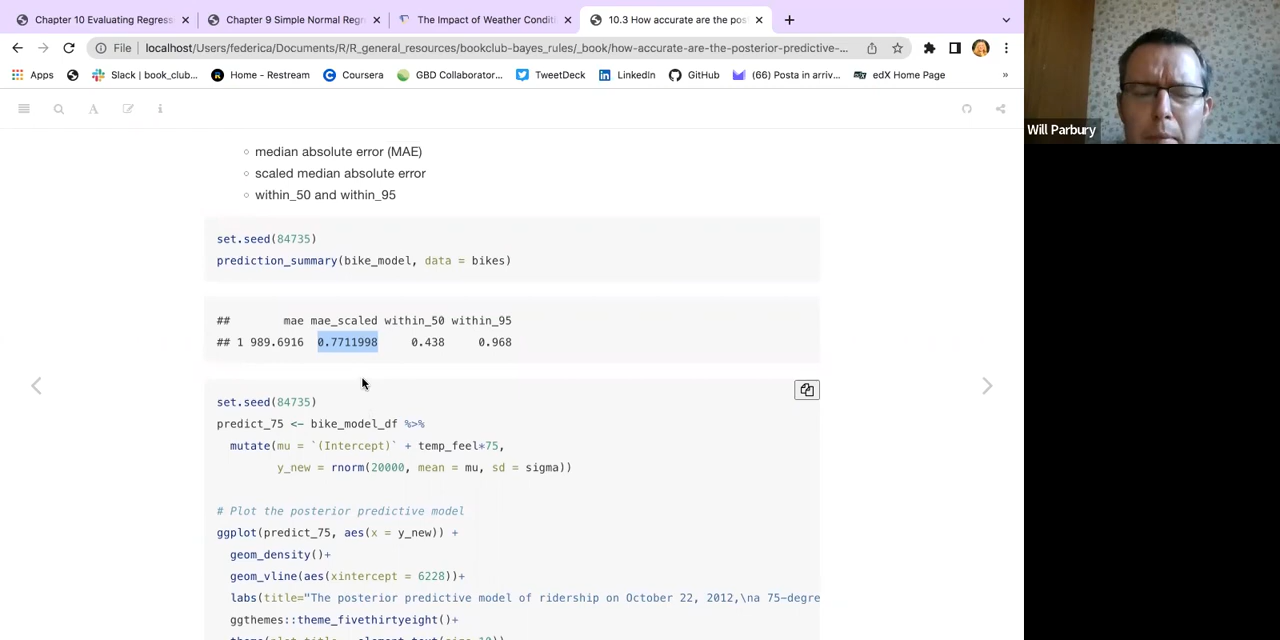 Chapter 10 Evaluating Regress
Chapter 9 Simple Normal Regr
The Impact of Weather Conditi
10.3 How accurate are the pos
File localhost/Users/federica/Documents/R/R_general_resources/bookclub-bayes_rules/_book/how-accurate-are-the-posterior-predictive-...
Apps Slack | book_club... Home - Restream Coursera GBD Collaborator... TweetDeck LinkedIn GitHub (66) Posta in arriv... edX Home Page »
Will Parbury
median absolute error (MAE)
scaled median absolute error
within_50 and within_95
set.seed(84735)
prediction_summary(bike_model, data = bikes)
## mae mae_scaled within_50 within_95
## 1 989.6916 0.7711998 0.438 0.968
set.seed(84735)
predict_75 <- bike_model_df %>%
mutate(mu = `(Intercept)` + temp_feel*75,
y_new = rnorm(20000, mean = mu, sd = sigma))
# Plot the posterior predictive model
ggplot(predict_75, aes(x = y_new)) +
geom_density()+
geom_vline(aes(xintercept = 6228))+
labs(title="The posterior predictive model of ridership on October 22, 2012,\na 75-degre
ggthemes::theme_fivethirtyeight()+